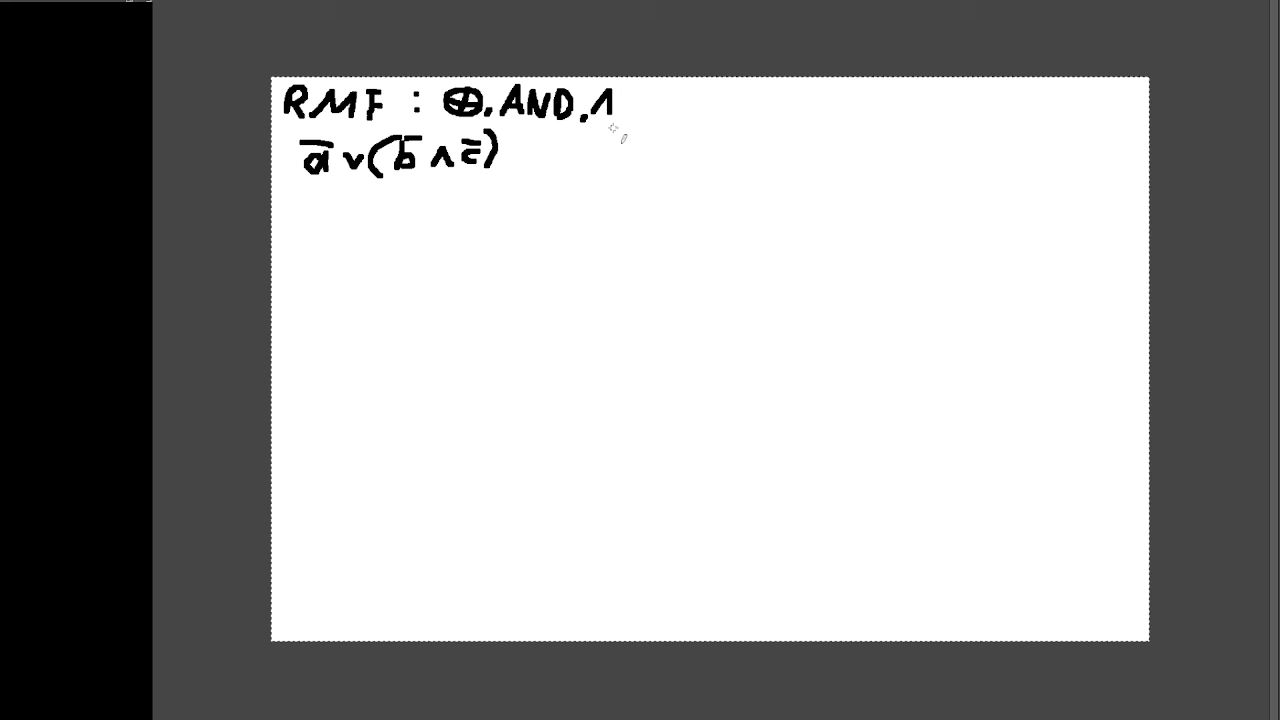 RMF : ⊕, AND, 1
a̅ ∨ (b̅ ∧ c̅)